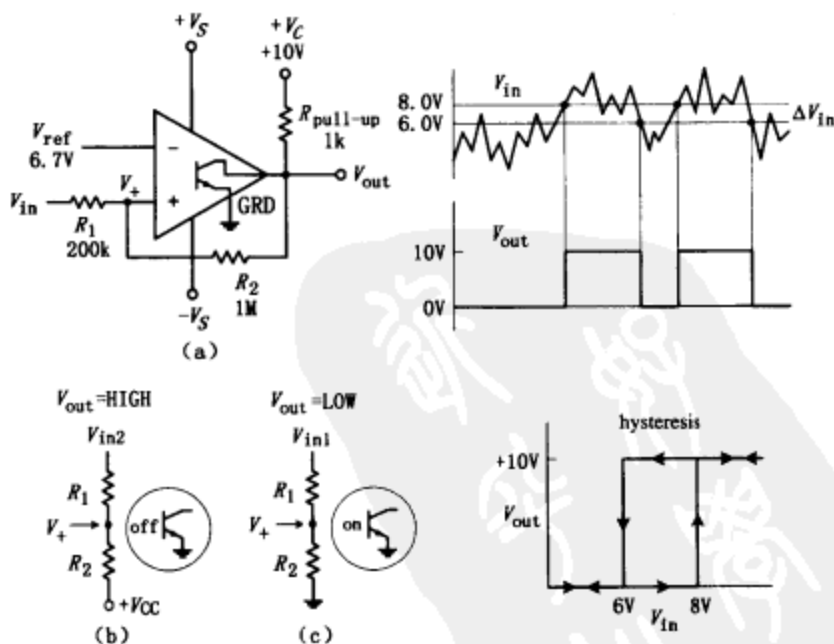 +V_S
+V_C
+10V
R_pull-up
1k
V_ref
6.7V
−
V_in
R_1
200k
V_+
+
GRD
V_out
R_2
1M
−V_S
(a)
V_in
8.0V
6.0V
ΔV_in
V_out
10V
0V
V_out=HIGH
V_in2
R_1
V_+
off
R_2
+V_CC
(b)
V_out=LOW
V_in1
R_1
V_+
on
R_2
(c)
hysteresis
+10V
V_out
6V
8V
V_in